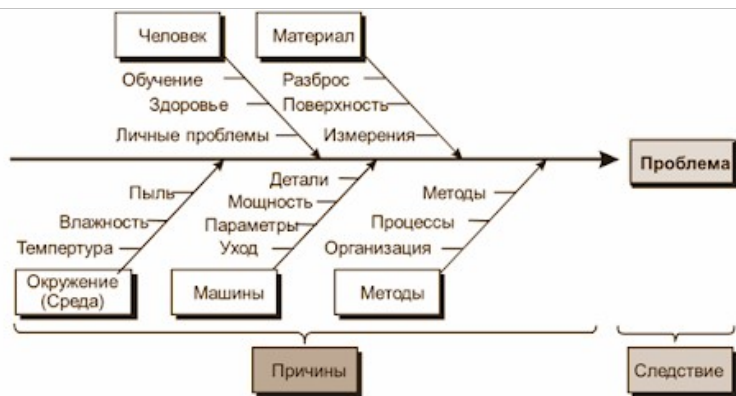 Человек
Материал
Обучение
Здоровье
Личные проблемы
Разброс
Поверхность
Измерения
Проблема
Пыль
Влажность
Темпертура
Окружение
(Среда)
Детали
Мощность
Параметры
Уход
Машины
Методы
Процессы
Организация
Методы
Причины
Следствие